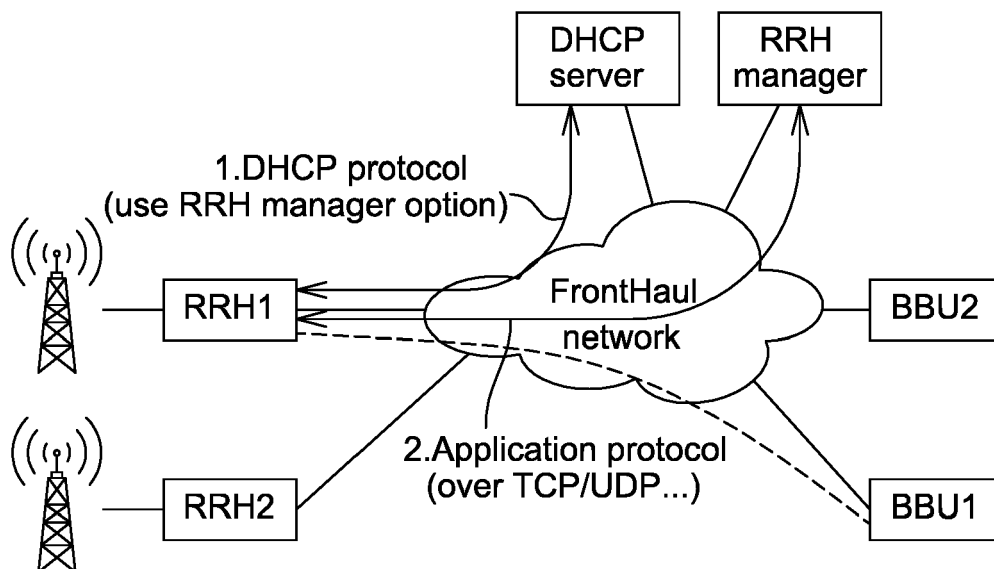 DHCP
server
RRH
manager
1.DHCP protocol
(use RRH manager option)
RRH1
FrontHaul
network
BBU2
2.Application protocol
(over TCP/UDP...)
RRH2
BBU1